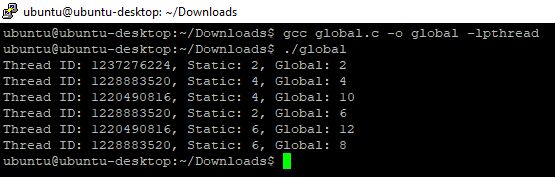 ubuntu@ubuntu-desktop: ~/Downloads
ubuntu@ubuntu-desktop:~/Downloads$ gcc global.c -o global -lpthread
ubuntu@ubuntu-desktop:~/Downloads$ ./global
Thread ID: 1237276224, Static: 2, Global: 2
Thread ID: 1228883520, Static: 4, Global: 4
Thread ID: 1220490816, Static: 4, Global: 10
Thread ID: 1228883520, Static: 2, Global: 6
Thread ID: 1220490816, Static: 6, Global: 12
Thread ID: 1228883520, Static: 6, Global: 8
ubuntu@ubuntu-desktop:~/Downloads$